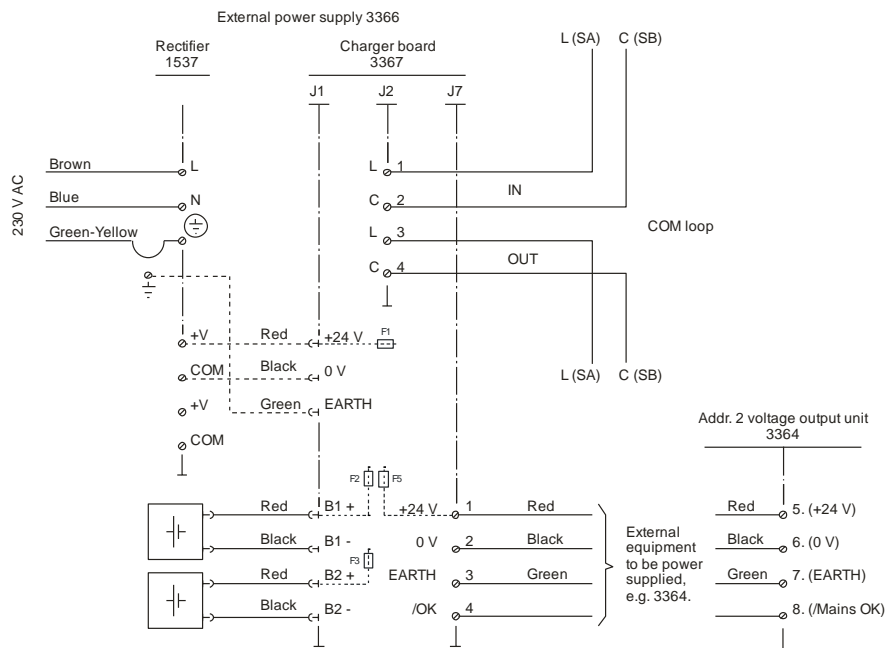 External power supply 3366
Rectifier
1537
Charger board
3367
J1
J2
J7
L (SA)
C (SB)
230 V AC
Brown
L
Blue
N
Green-Yellow
L
1
C
2
IN
L
3
C
4
OUT
COM loop
L (SA)
C (SB)
+V
Red
+24 V
F1
COM
Black
0 V
+V
Green
EARTH
COM
Addr. 2 voltage output unit
3364
F2
F5
Red
B1 +
+24 V
1
Red
Black
B1 -
0 V
2
Black
F3
Red
B2 +
EARTH
3
Green
Black
B2 -
/OK
4
External
equipment
to be power
supplied,
e.g. 3364.
Red
5. (+24 V)
Black
6. (0 V)
Green
7. (EARTH)
8. (/Mains OK)